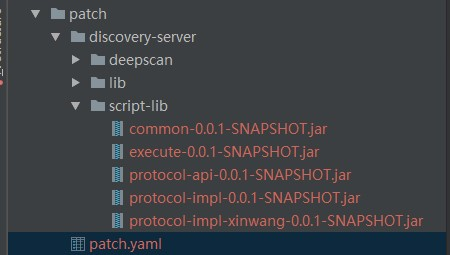 patch
discovery-server
deepscan
lib
script-lib
common-0.0.1-SNAPSHOT.jar
execute-0.0.1-SNAPSHOT.jar
protocol-api-0.0.1-SNAPSHOT.jar
protocol-impl-0.0.1-SNAPSHOT.jar
protocol-impl-xinwang-0.0.1-SNAPSHOT.jar
patch.yaml